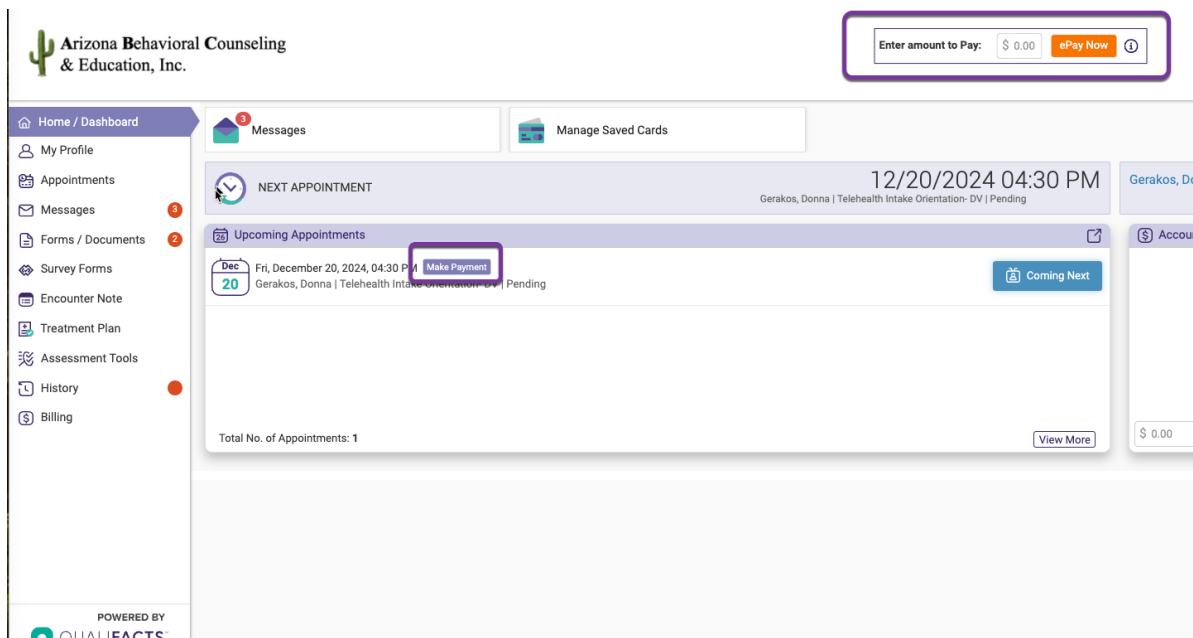 Arizona Behavioral Counseling
& Education, Inc.
Enter amount to Pay: $ 0.00 ePay Now
Home / Dashboard
My Profile
Appointments
Messages 3
Forms / Documents 2
Survey Forms
Encounter Note
Treatment Plan
Assessment Tools
History
Billing
POWERED BY
QUALIFACTS
3 Messages
Manage Saved Cards
NEXT APPOINTMENT
12/20/2024 04:30 PM
Gerakos, Donna | Telehealth Intake Orientation- DV | Pending
26 Upcoming Appointments
Dec
20
Fri, December 20, 2024, 04:30 PM Make Payment
Gerakos, Donna | Telehealth Intake Orientation- DV | Pending
Coming Next
Total No. of Appointments: 1
View More
Gerakos, Do
$ Accou
$ 0.00